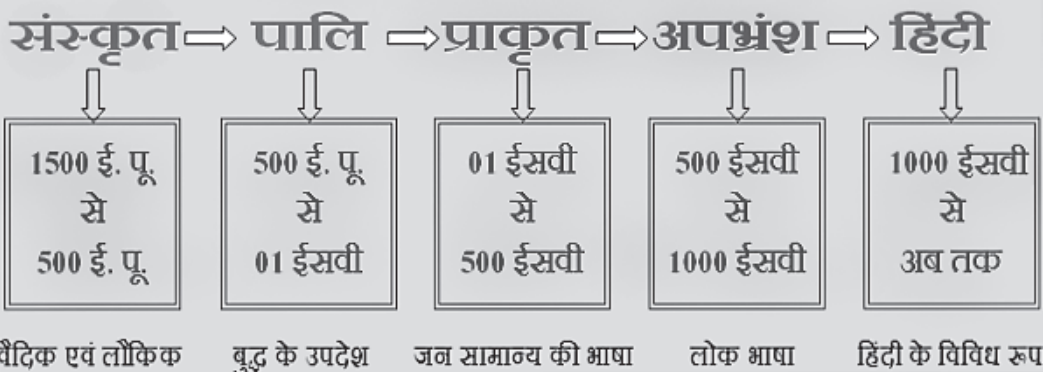 संस्कृत पालि प्राकृत अपभ्रंश हिंदी
1500 ई. पू.
से
500 ई. पू.
500 ई. पू.
से
01 ईसवी
01 ईसवी
से
500 ईसवी
500 ईसवी
से
1000 ईसवी
1000 ईसवी
से
अब तक
वैदिक एवं लौकिक
बुद्ध के उपदेश
जन सामान्य की भाषा
लोक भाषा
हिंदी के विविध रूप